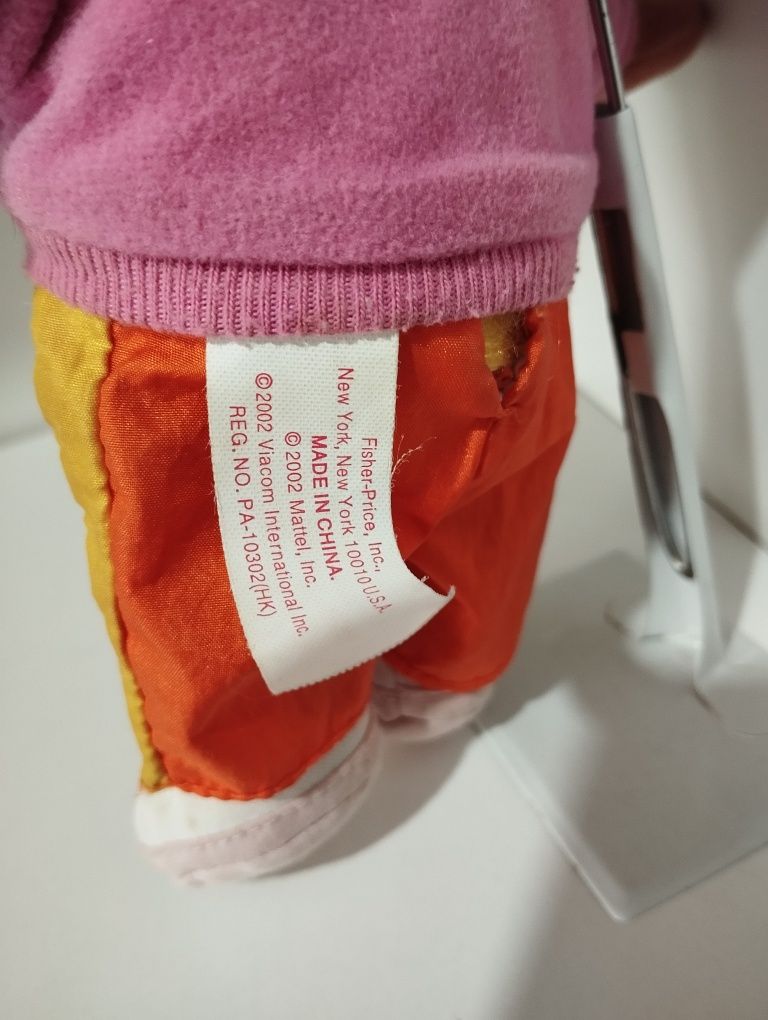 Fisher-Price, Inc.
New York, New York 10010 U.S.A
MADE IN CHINA.
© 2002 Mattel, Inc.
© 2002 Viacom International Inc.
REG. NO. PA-10302(HK)